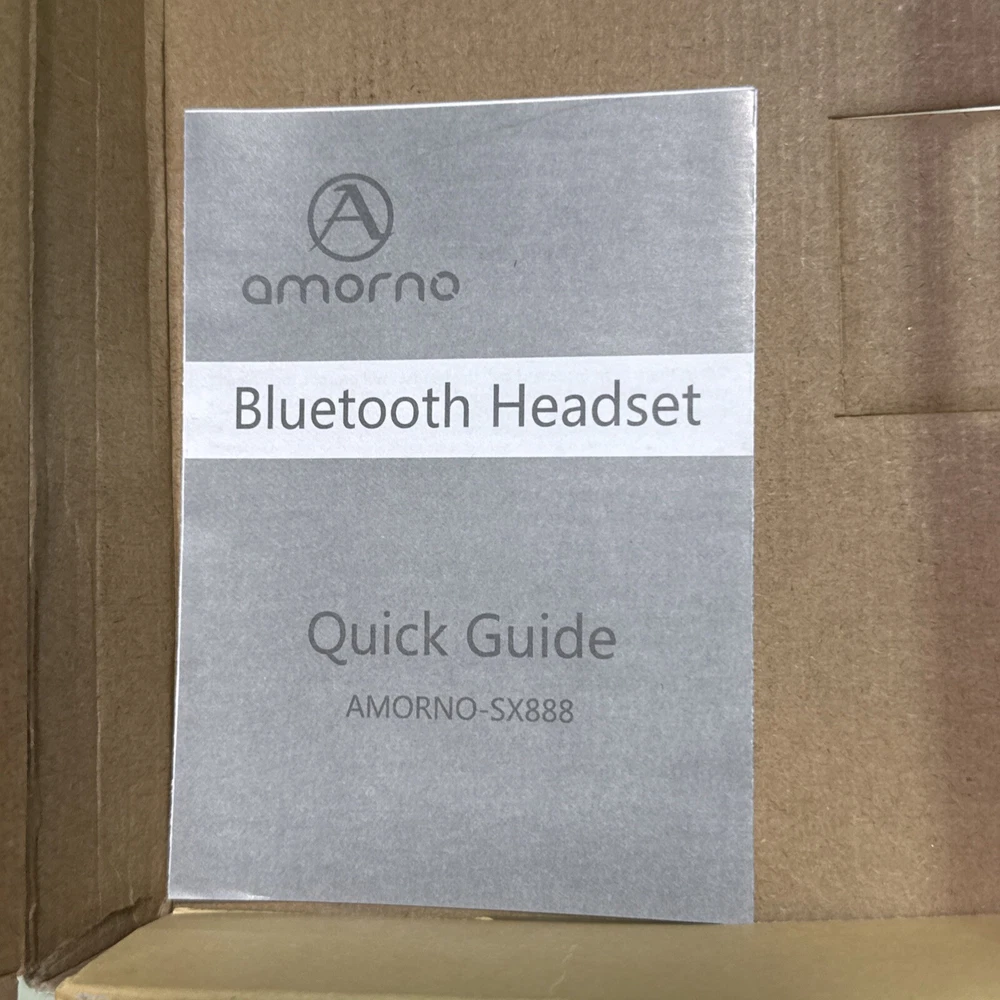 A
amorno
Bluetooth Headset
Quick Guide
AMORNO-SX888